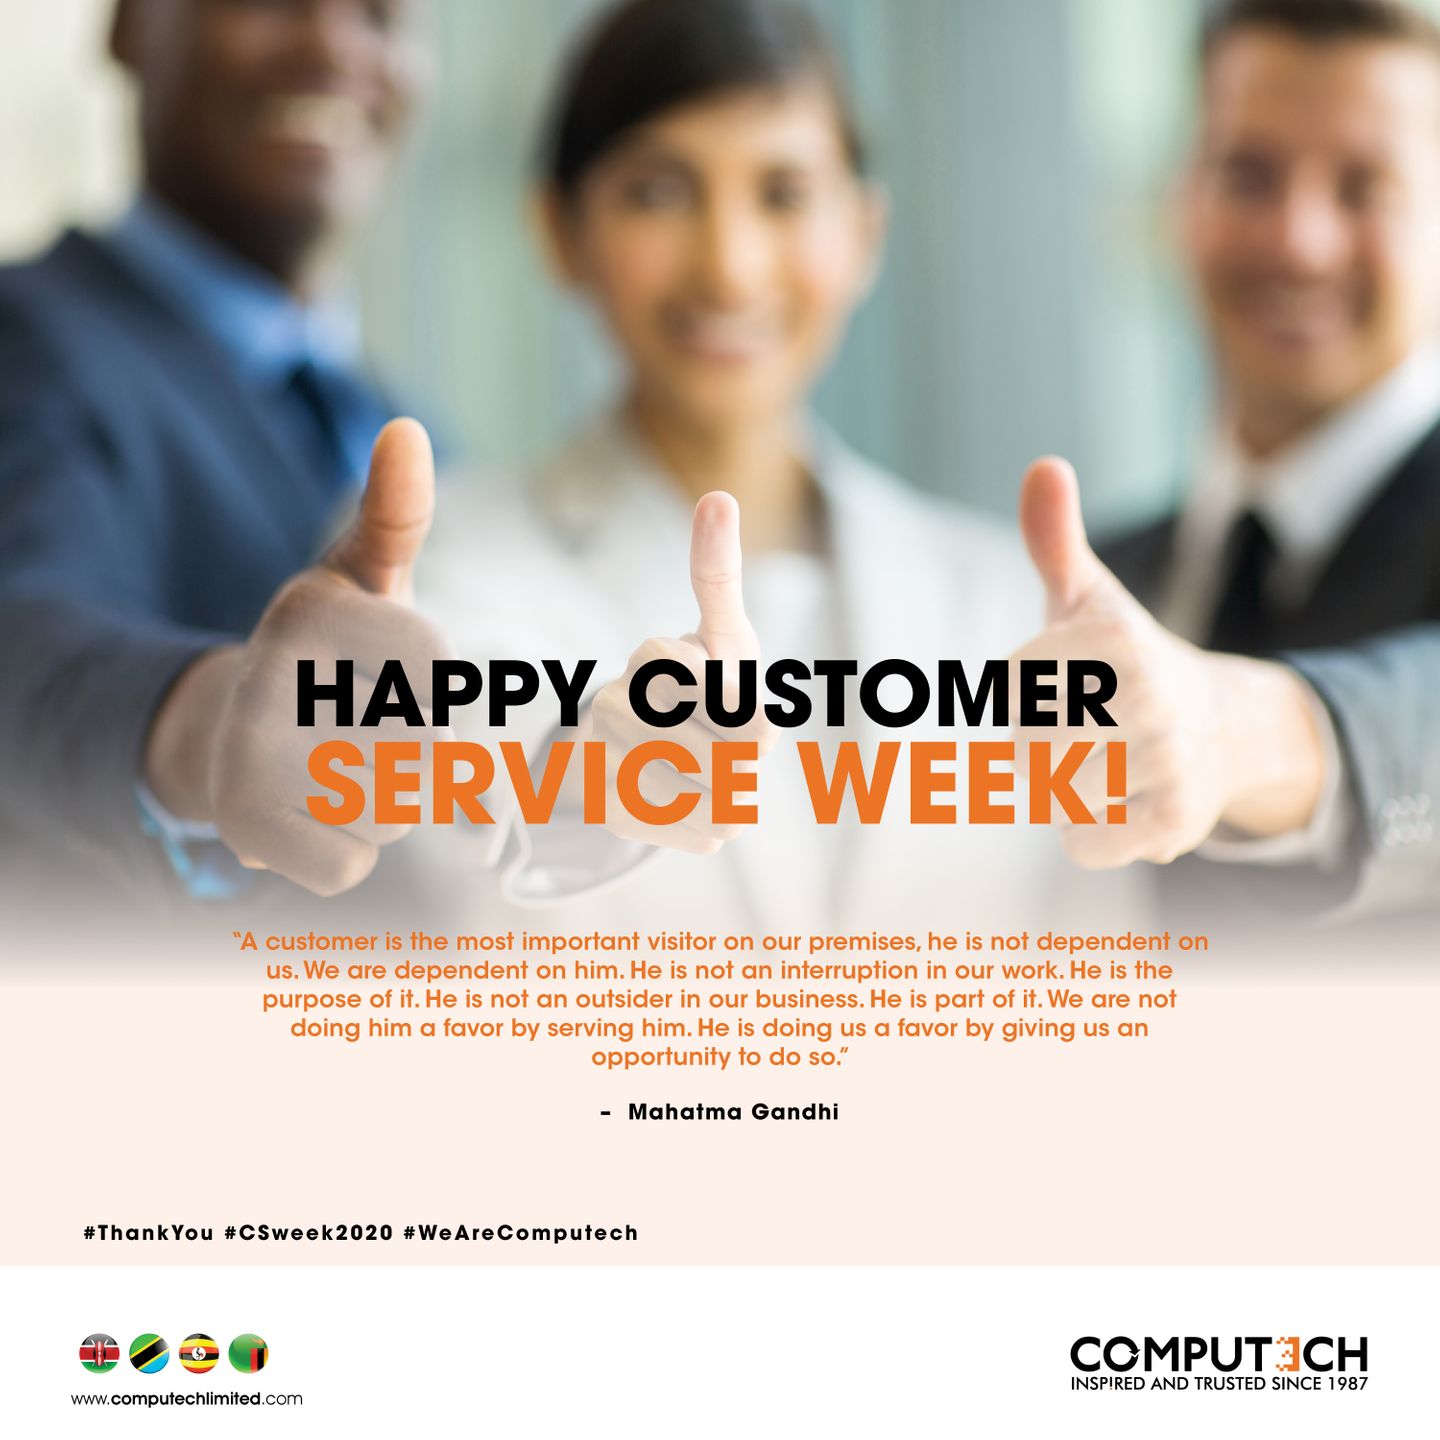 HAPPY CUSTOMER
SERVICE WEEK!
“A customer is the most important visitor on our premises, he is not dependent on
us. We are dependent on him. He is not an interruption in our work. He is the
purpose of it. He is not an outsider in our business. He is part of it. We are not
doing him a favor by serving him. He is doing us a favor by giving us an
opportunity to do so.”
– Mahatma Gandhi
#ThankYou #CSweek2020 #WeAreComputech
www.computechlimited.com
COMPUTECH
INSPIRED AND TRUSTED SINCE 1987